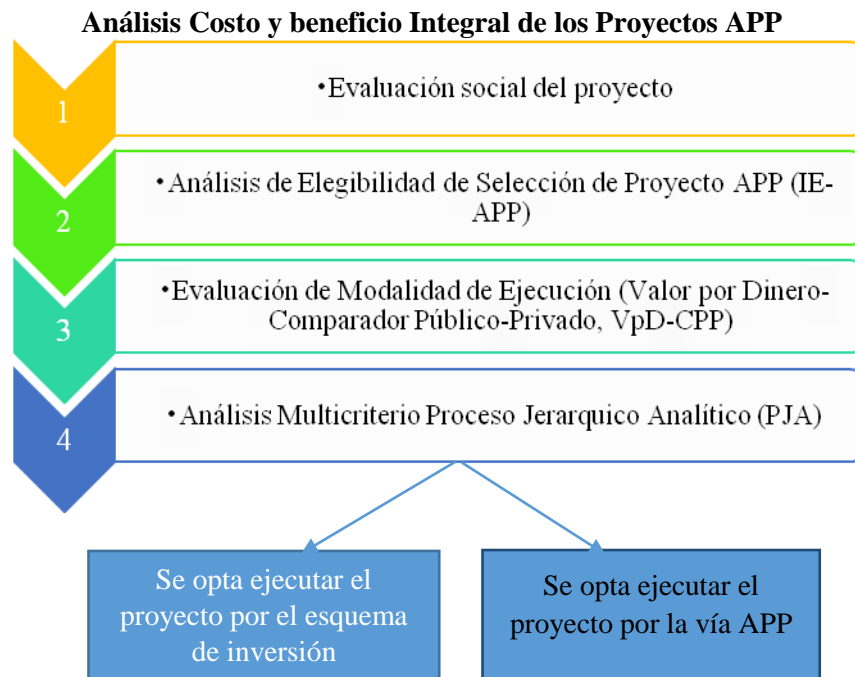 Análisis Costo y beneficio Integral de los Proyectos APP
1
•Evaluación social del proyecto
2
•Análisis de Elegibilidad de Selección de Proyecto APP (IE-
APP)
3
•Evaluación de Modalidad de Ejecución (Valor por Dinero-
Comparador Público-Privado, VpD-CPP)
4
•Análisis Multicriterio Proceso Jerarquico Analítico (PJA)
Se opta ejecutar el
proyecto por el esquema
de inversión
Se opta ejecutar el
proyecto por la vía APP